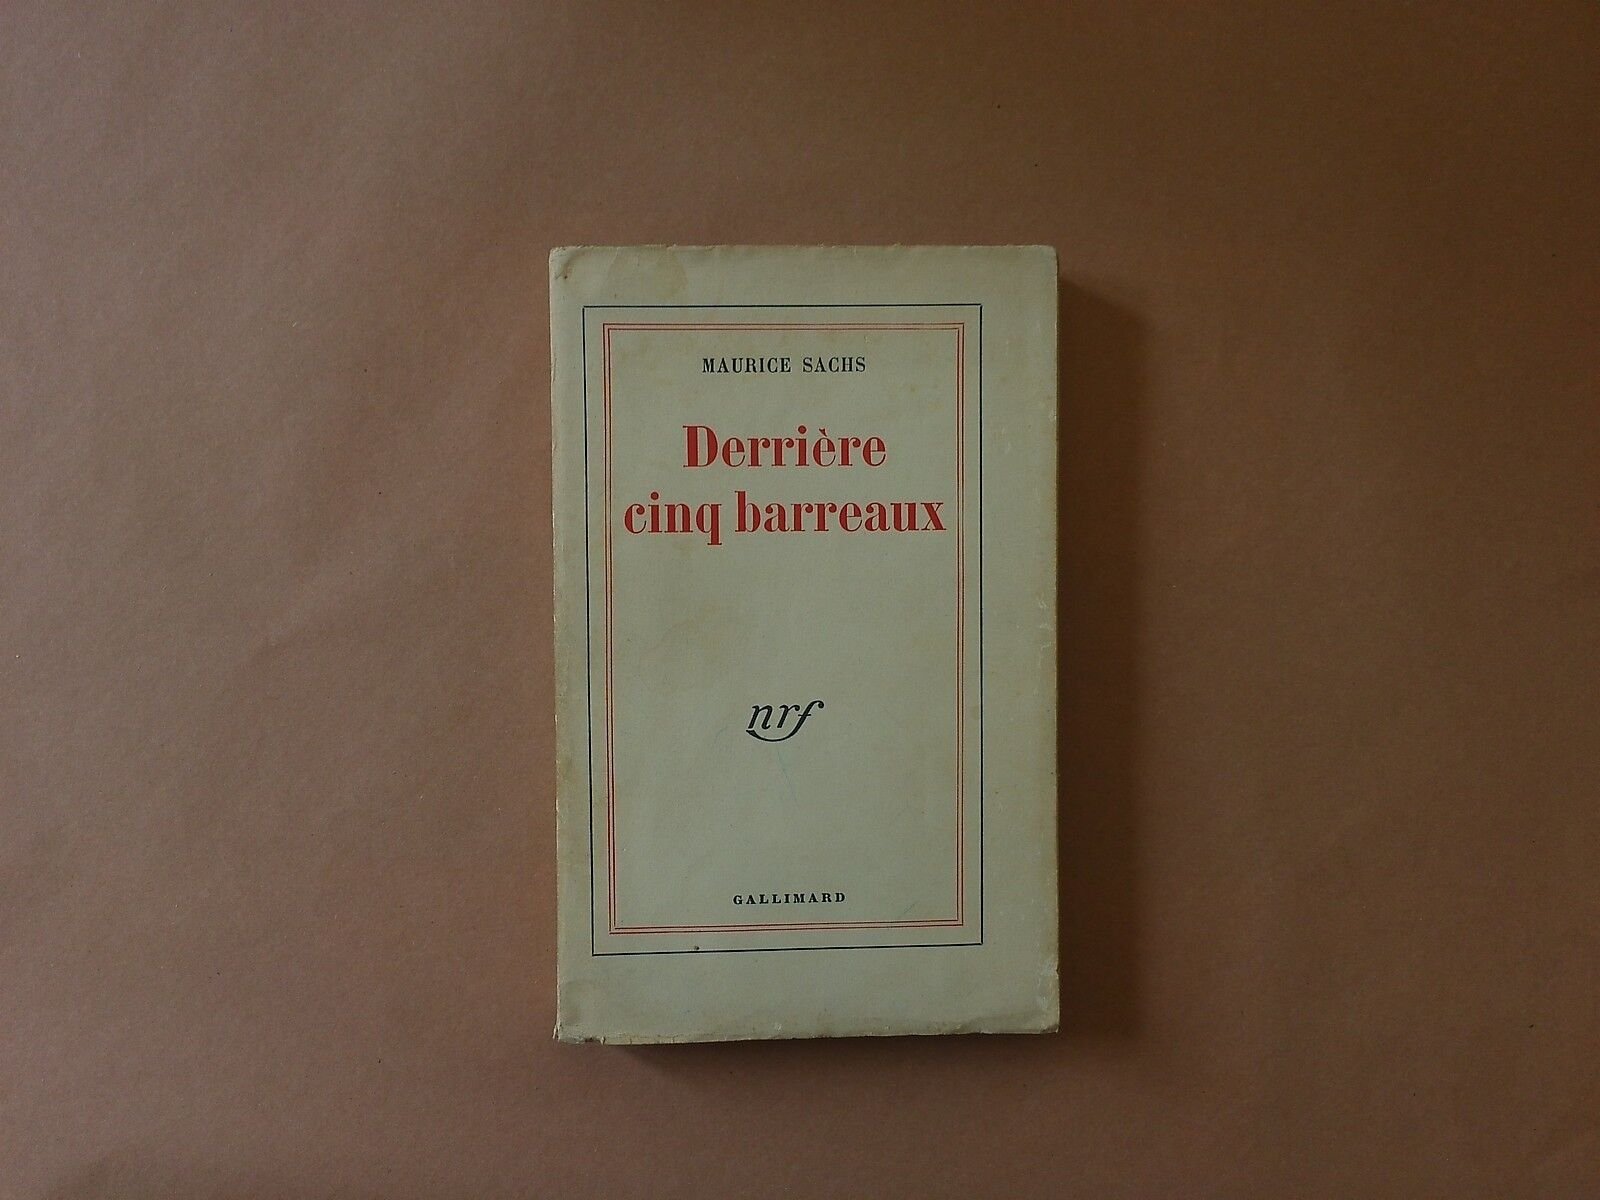 MAURICE SACHS
Derrière
cinq barreaux
nrf
GALLIMARD